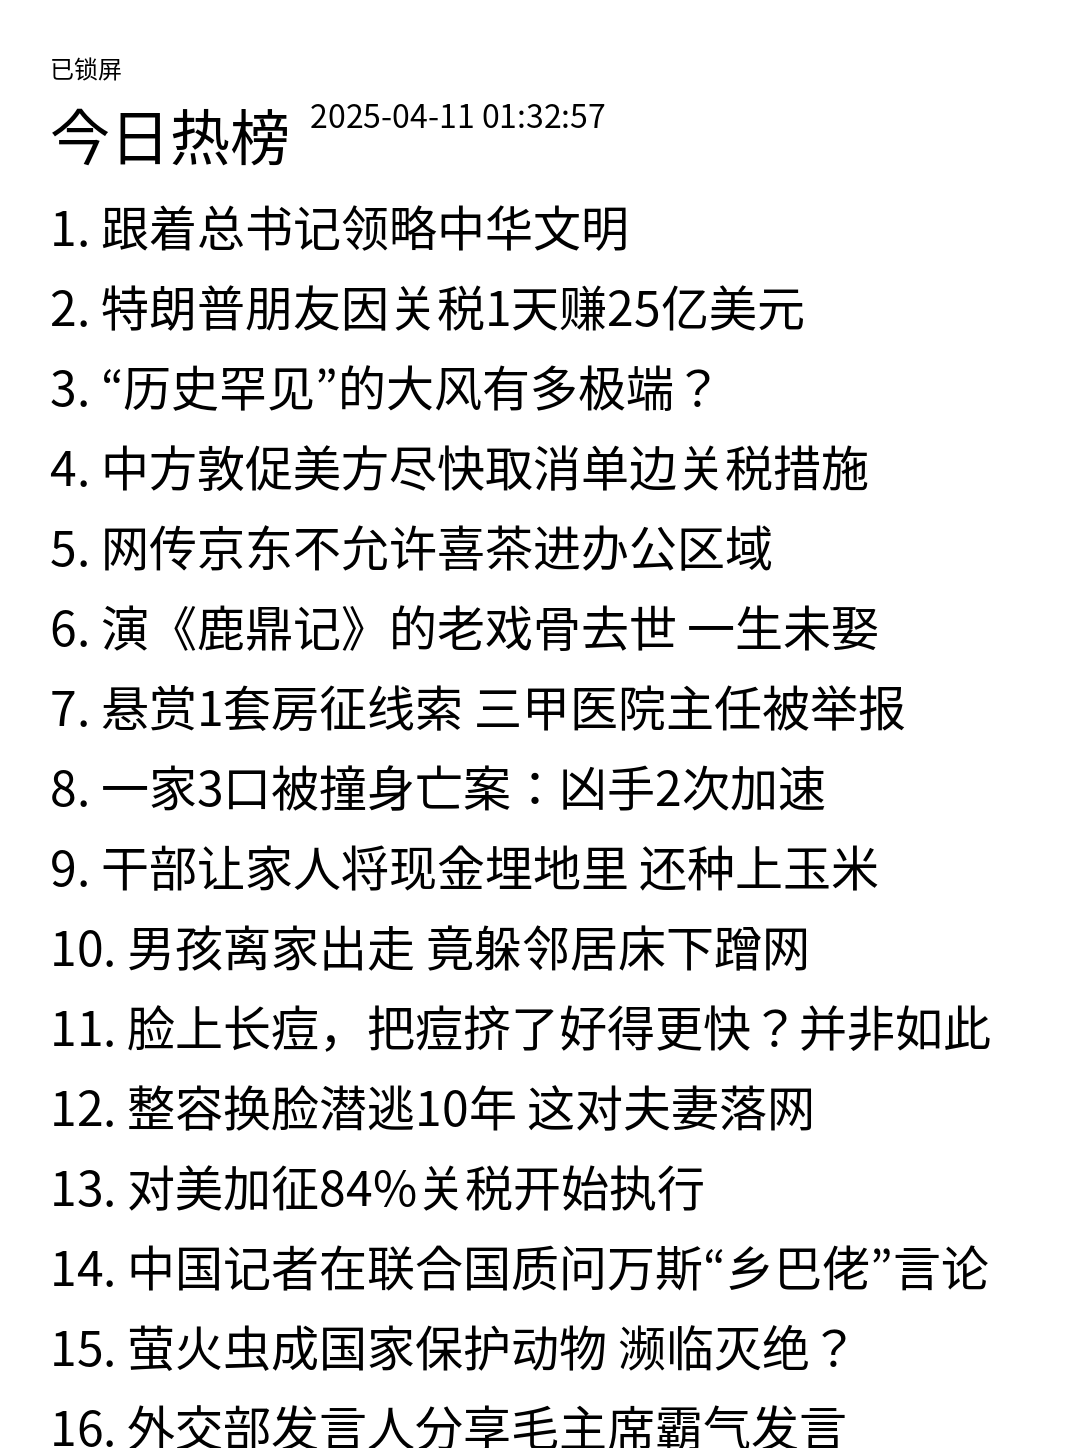 已锁屏
今日热榜 2025-04-11 01:32:57
1. 跟着总书记领略中华文明
2. 特朗普朋友因关税1天赚25亿美元
3. “历史罕见”的大风有多极端？
4. 中方敦促美方尽快取消单边关税措施
5. 网传京东不允许喜茶进办公区域
6. 演《鹿鼎记》的老戏骨去世 一生未娶
7. 悬赏1套房征线索 三甲医院主任被举报
8. 一家3口被撞身亡案：凶手2次加速
9. 干部让家人将现金埋地里 还种上玉米
10. 男孩离家出走 竟躲邻居床下蹭网
11. 脸上长痘，把痘挤了好得更快？并非如此
12. 整容换脸潜逃10年 这对夫妻落网
13. 对美加征84%关税开始执行
14. 中国记者在联合国质问万斯“乡巴佬”言论
15. 萤火虫成国家保护动物 濒临灭绝？
16. 外交部发言人分享毛主席霸气发言